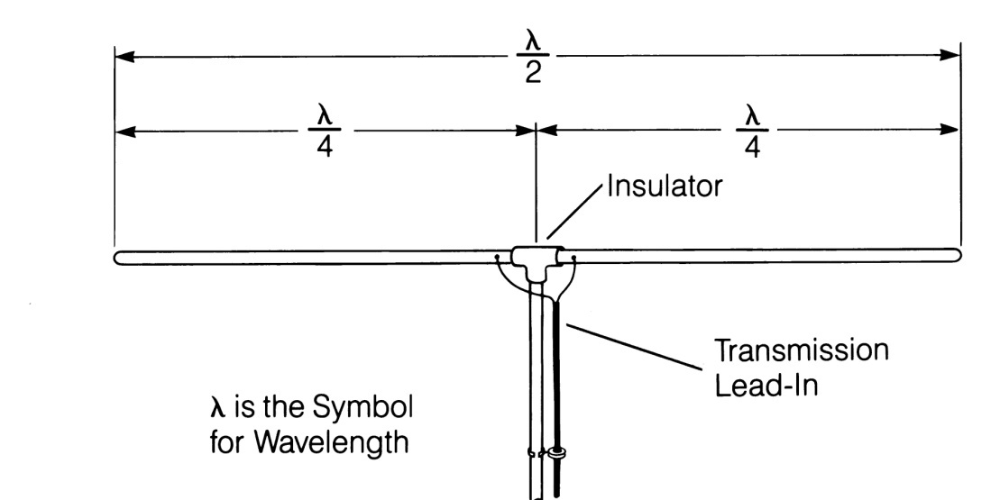 λ
2
λ
4
λ
4
Insulator
Transmission
Lead-In
λ is the Symbol
for Wavelength